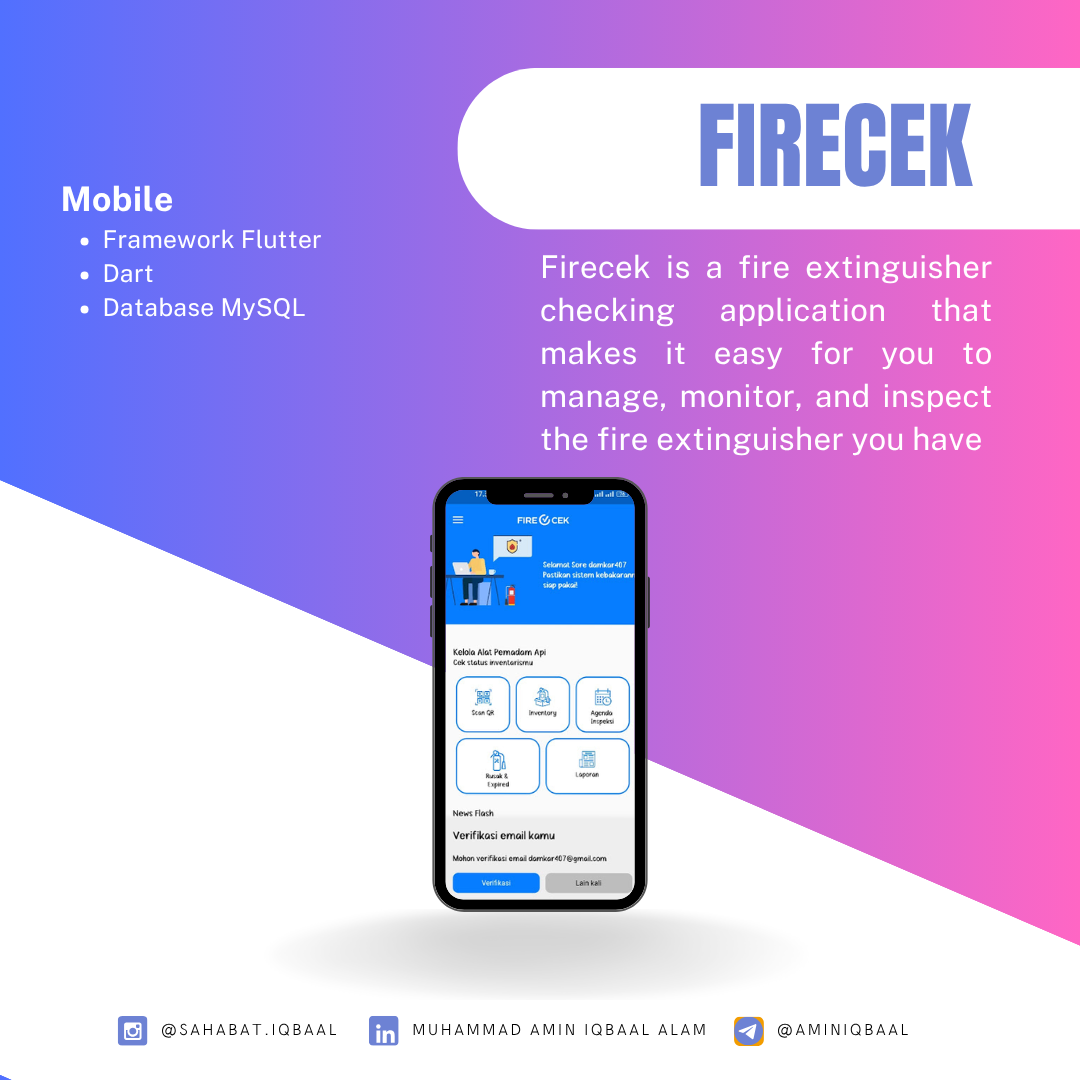 FIRECEK
Mobile
Framework Flutter
Dart
Database MySQL
Firecek is a fire extinguisher
checking application that
makes it easy for you to
manage, monitor, and inspect
the fire extinguisher you have
FIRE CEK
Selamat Sore damkar407
Pastikan sistem kebakaran
siap pakai!
Kelola Alat Pemadam Api
Cek status inventarismu
Scan QR
Inventory
Agenda
Inspeksi
Rusak &
Expired
Laporan
News Flash
Verifikasi email kamu
Mohon verifikasi email damkar407@gmail.com
Verifikasi
Lain kali
@SAHABAT.IQBAAL
MUHAMMAD AMIN IQBAAL ALAM
@AMINIQBAAL